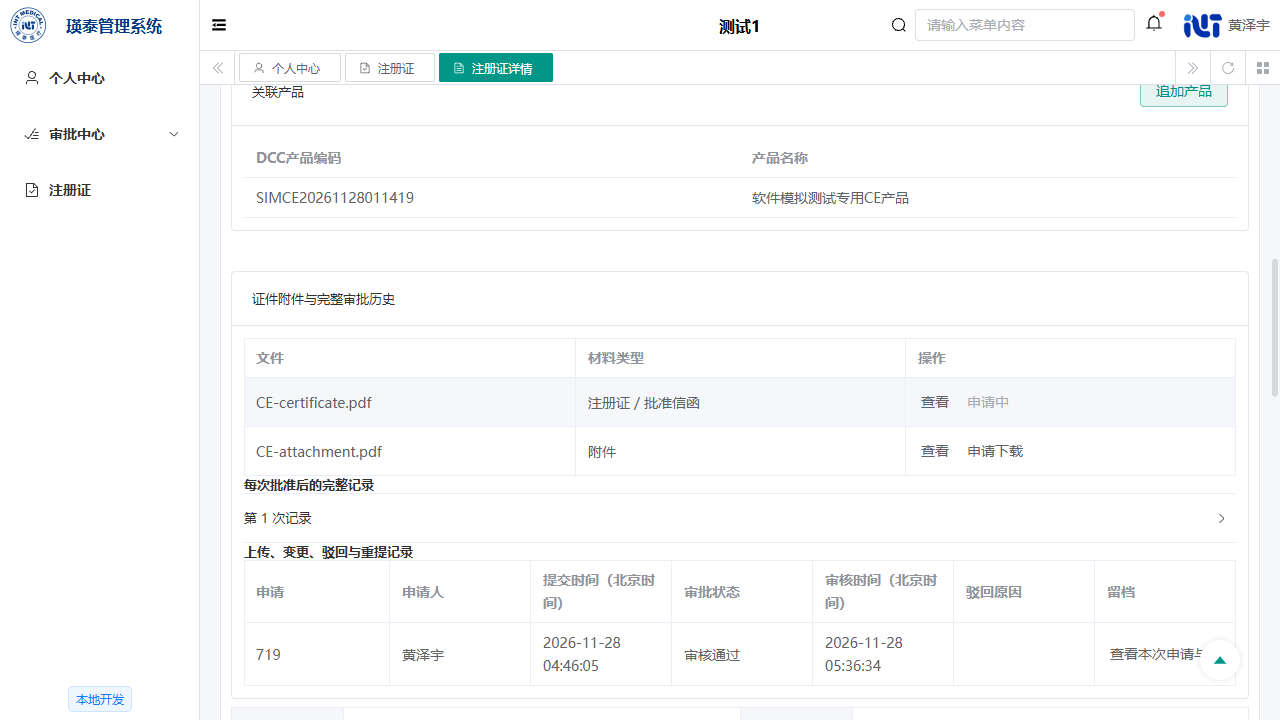 瑛泰管理系统
测试1
请输入菜单内容
黄泽宇
个人中心
审批中心
注册证
本地开发
个人中心
注册证
注册证详情
关联产品
追加产品
DCC产品编码
产品名称
SIMCE20261128011419
软件模拟测试专用CE产品
证件附件与完整审批历史
文件
材料类型
操作
CE-certificate.pdf
注册证 / 批准信函
查看
申请中
CE-attachment.pdf
附件
查看
申请下载
每次批准后的完整记录
第 1 次记录
上传、变更、驳回与重提记录
申请
申请人
提交时间（北京时
间）
审批状态
审核时间（北京时
间）
驳回原因
留档
719
黄泽宇
2026-11-28
04:46:05
审核通过
2026-11-28
05:36:34
查看本次申请